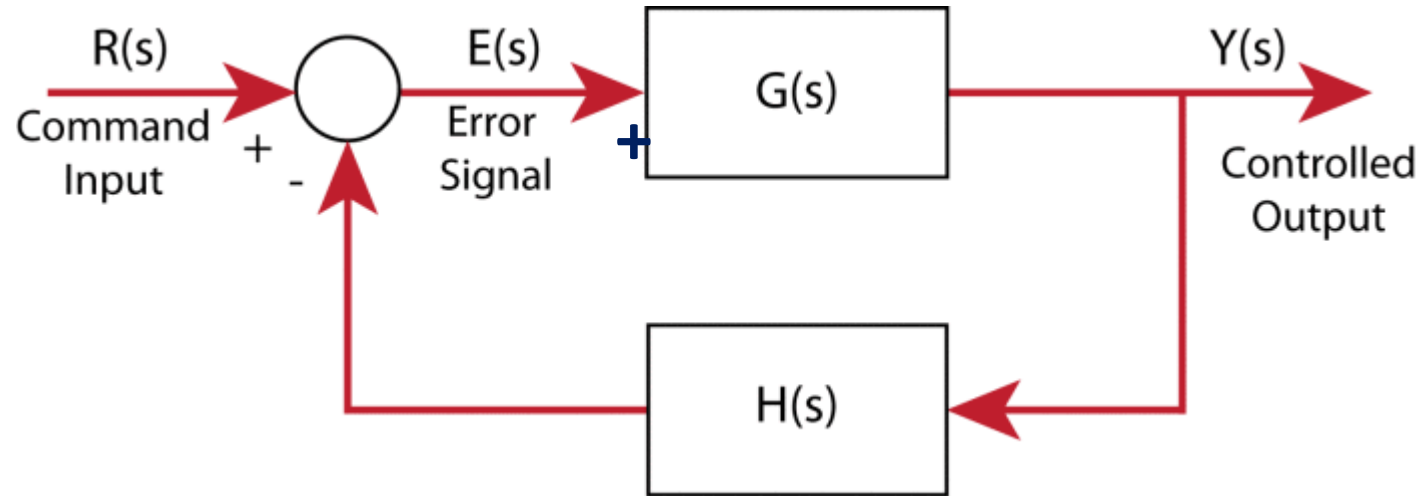 R(s)
E(s)
G(s)
Y(s)
Command
Input
+
-
Error
Signal
+
Controlled
Output
H(s)